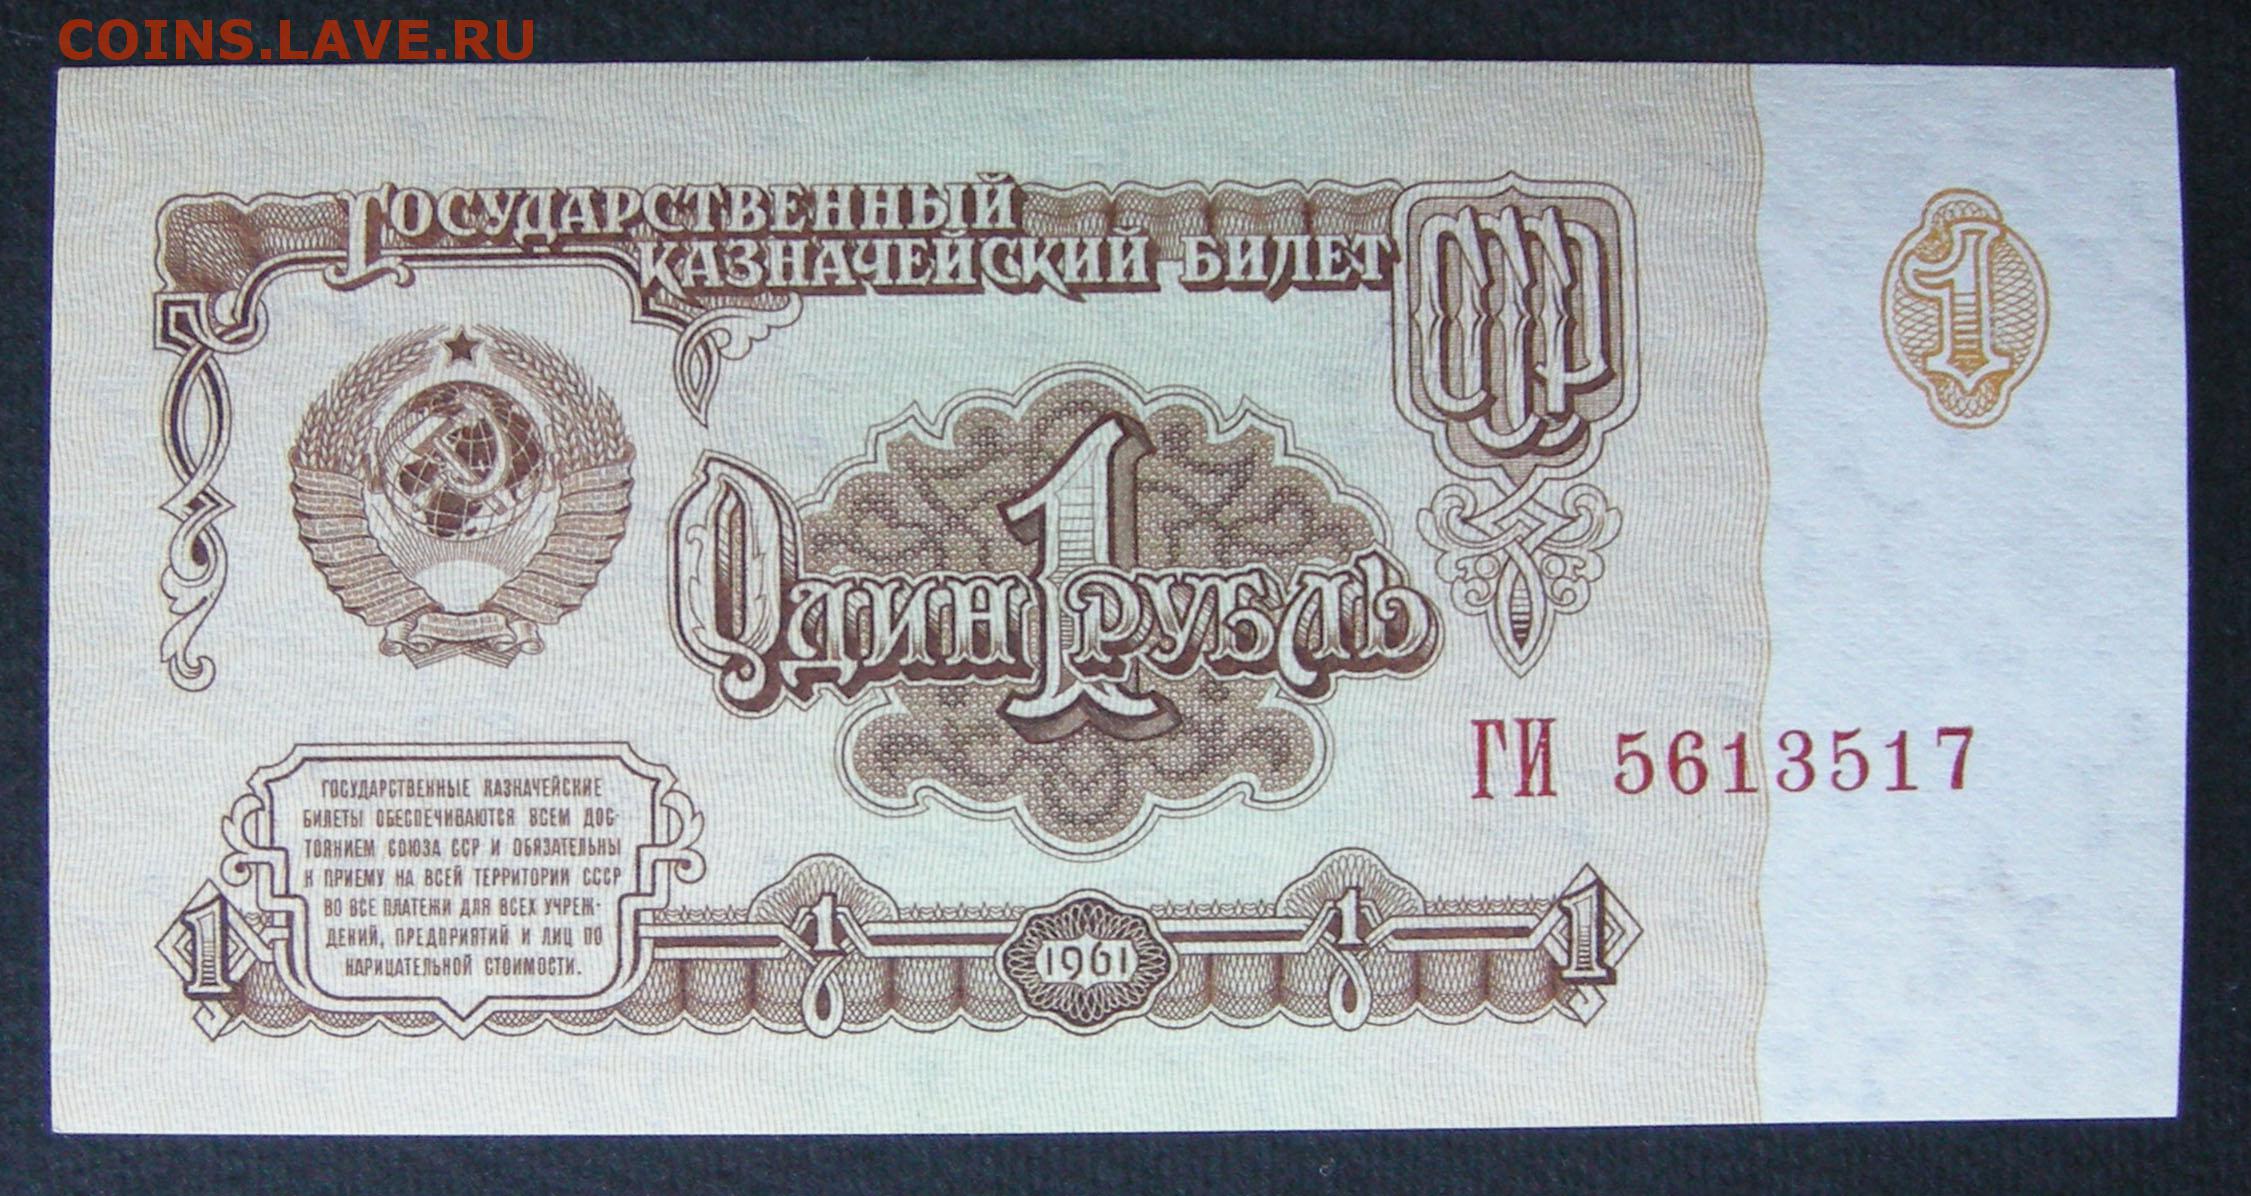 COINS.LAVE.RU
ГОСУДАРСТВЕННЫЙ
КАЗНАЧЕЙСКИЙ БИЛЕТ
СССР
1
1
ОДИН РУБЛЬ
ГИ 5613517
ГОСУДАРСТВЕННЫЕ КАЗНАЧЕЙСКИЕ
БИЛЕТЫ ОБЕСПЕЧИВАЮТСЯ ВСЕМ ДОС-
ТОЯНИЕМ СОЮЗА ССР И ОБЯЗАТЕЛЬНЫ
К ПРИЕМУ НА ВСЕЙ ТЕРРИТОРИИ СССР
ВО ВСЕ ПЛАТЕЖИ ДЛЯ ВСЕХ УЧРЕЖ-
ДЕНИЙ, ПРЕДПРИЯТИЙ И ЛИЦ ПО
НАРИЦАТЕЛЬНОЙ СТОИМОСТИ.
1 1 1961 1 1